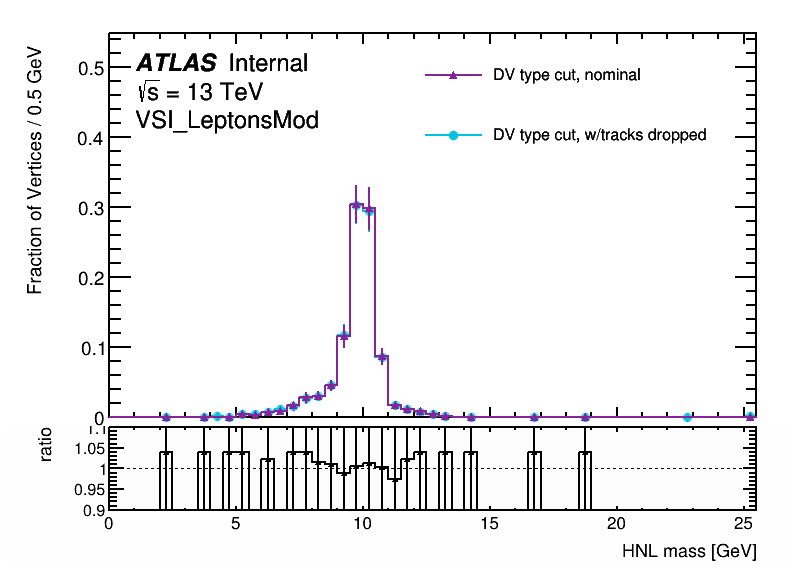 ATLAS Internal
√s = 13 TeV
VSI_LeptonsMod
DV type cut, nominal
DV type cut, w/tracks dropped
Fraction of Vertices / 0.5 GeV
0.5
0.4
0.3
0.2
0.1
0
ratio
1.1
1.05
1
0.95
0.9
0 5 10 15 20 25
HNL mass [GeV]